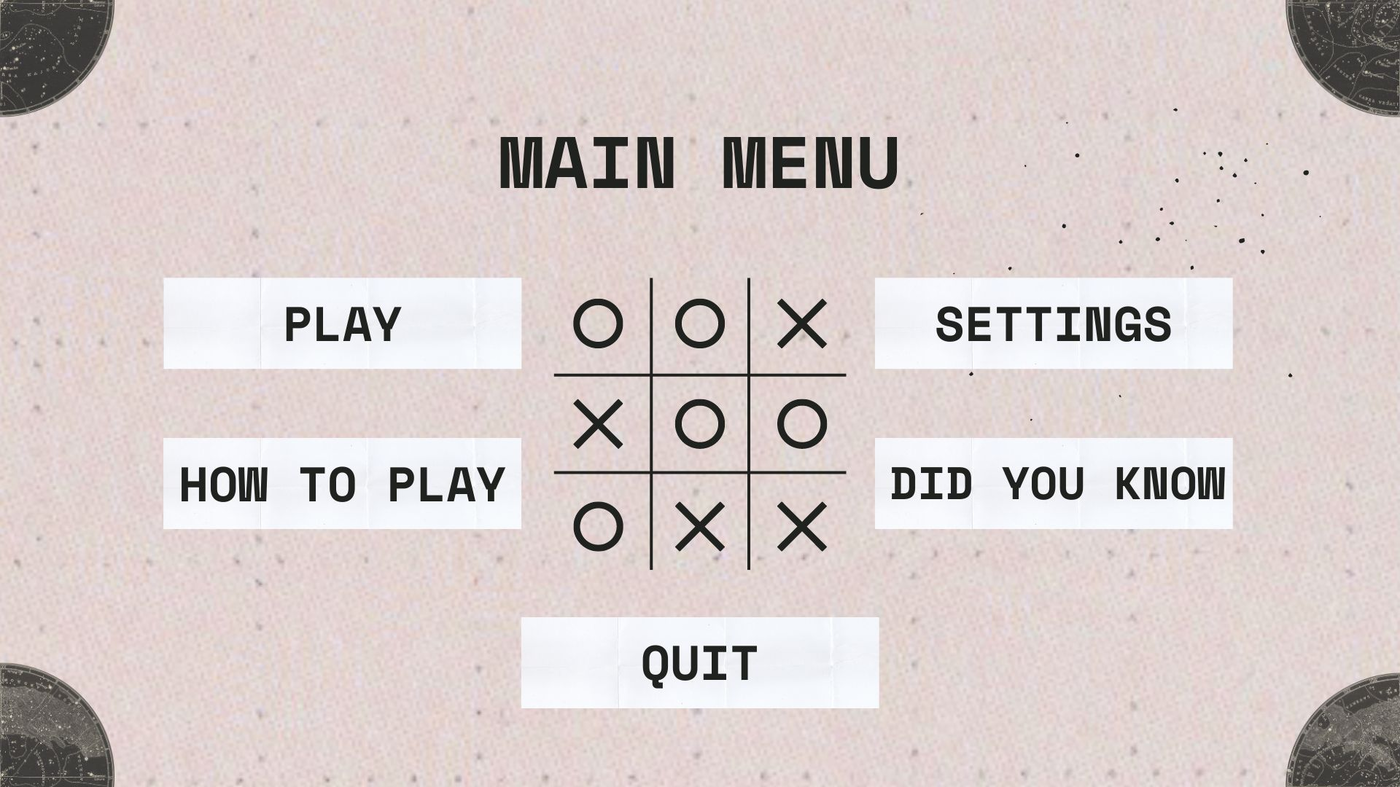 MAIN MENU
PLAY
SETTINGS
O O X
X O O
O X X
HOW TO PLAY
DID YOU KNOW
QUIT